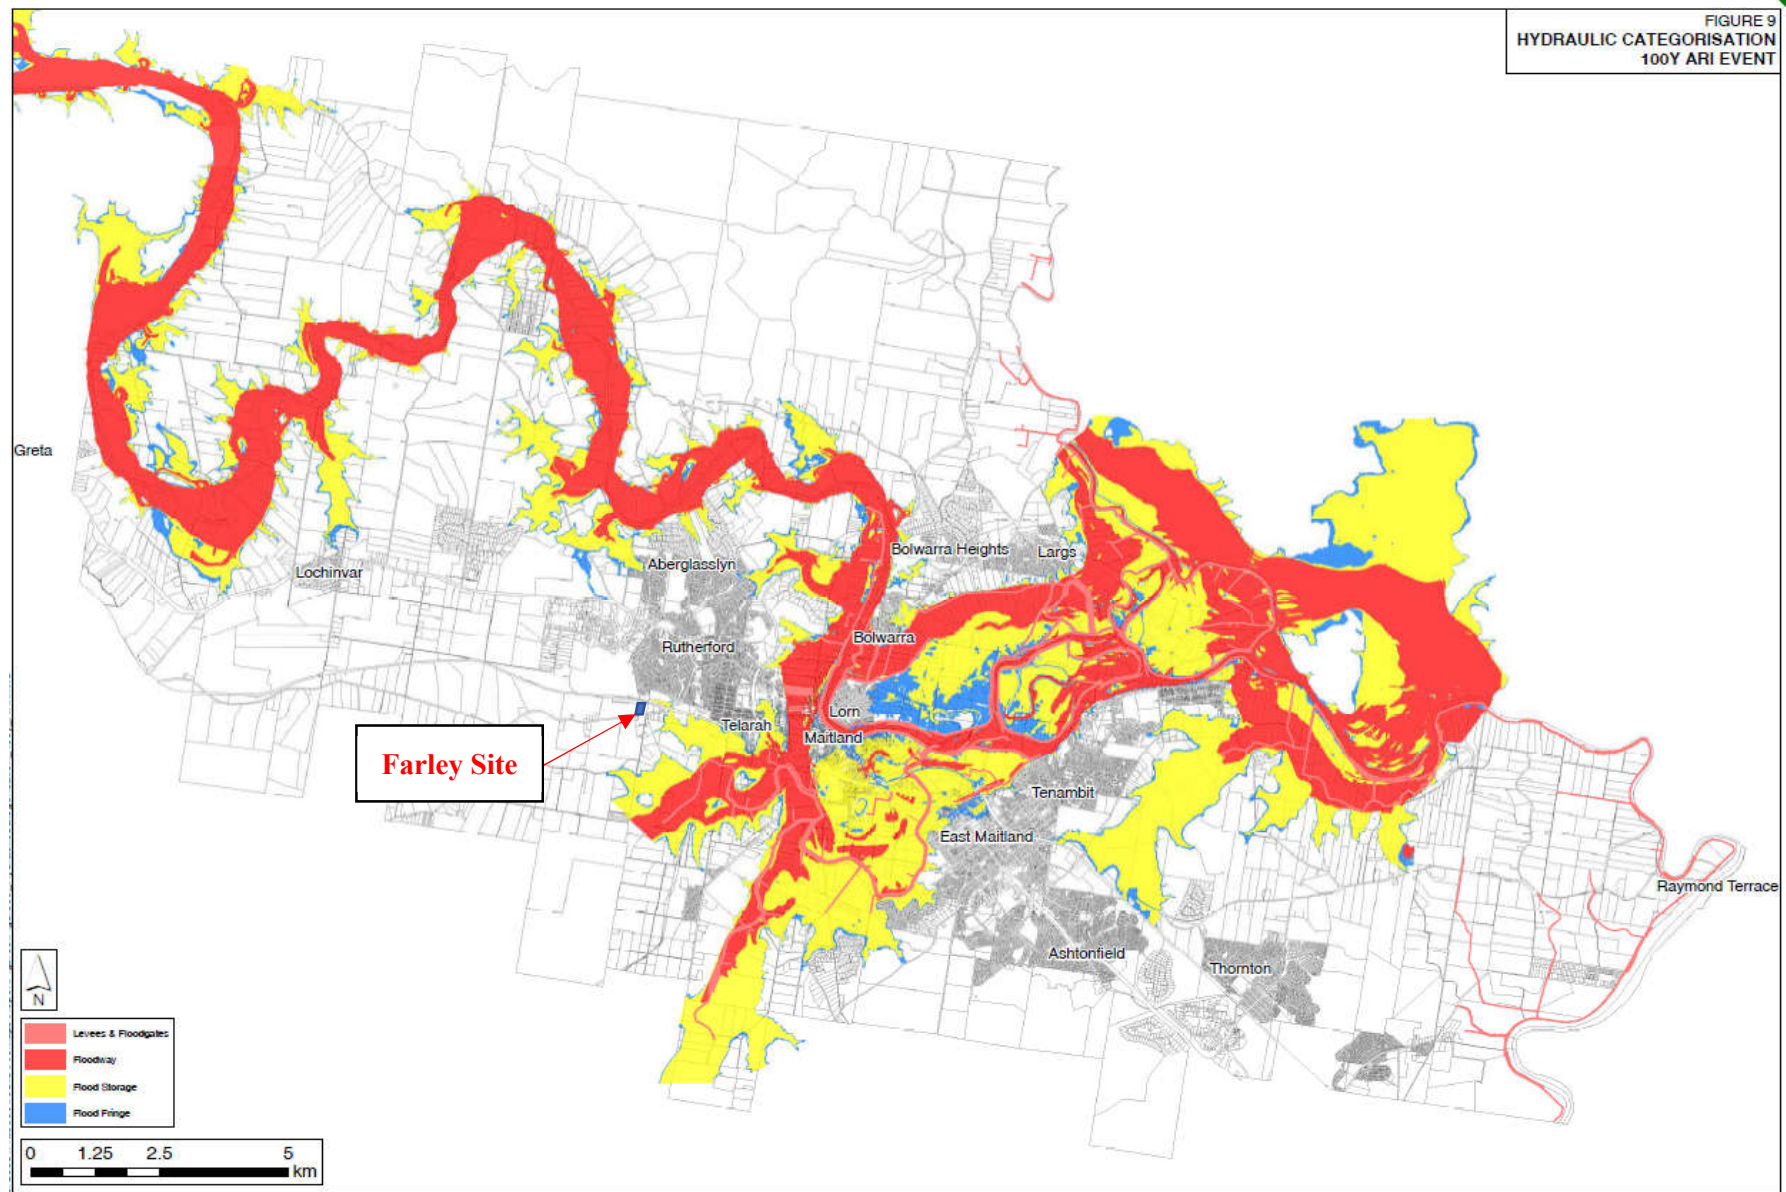 FIGURE 9
HYDRAULIC CATEGORISATION
100Y ARI EVENT
Greta
Lochinvar
Aberglasslyn
Bolwarra Heights
Largs
Rutherford
Bolwarra
Telarah
Lorn
Maitland
Farley Site
Tenambit
East Maitland
Raymond Terrace
Ashtonfield
Thornton
N
Levees & Floodgates
Floodway
Flood Storage
Flood Fringe
0 1.25 2.5 5
km